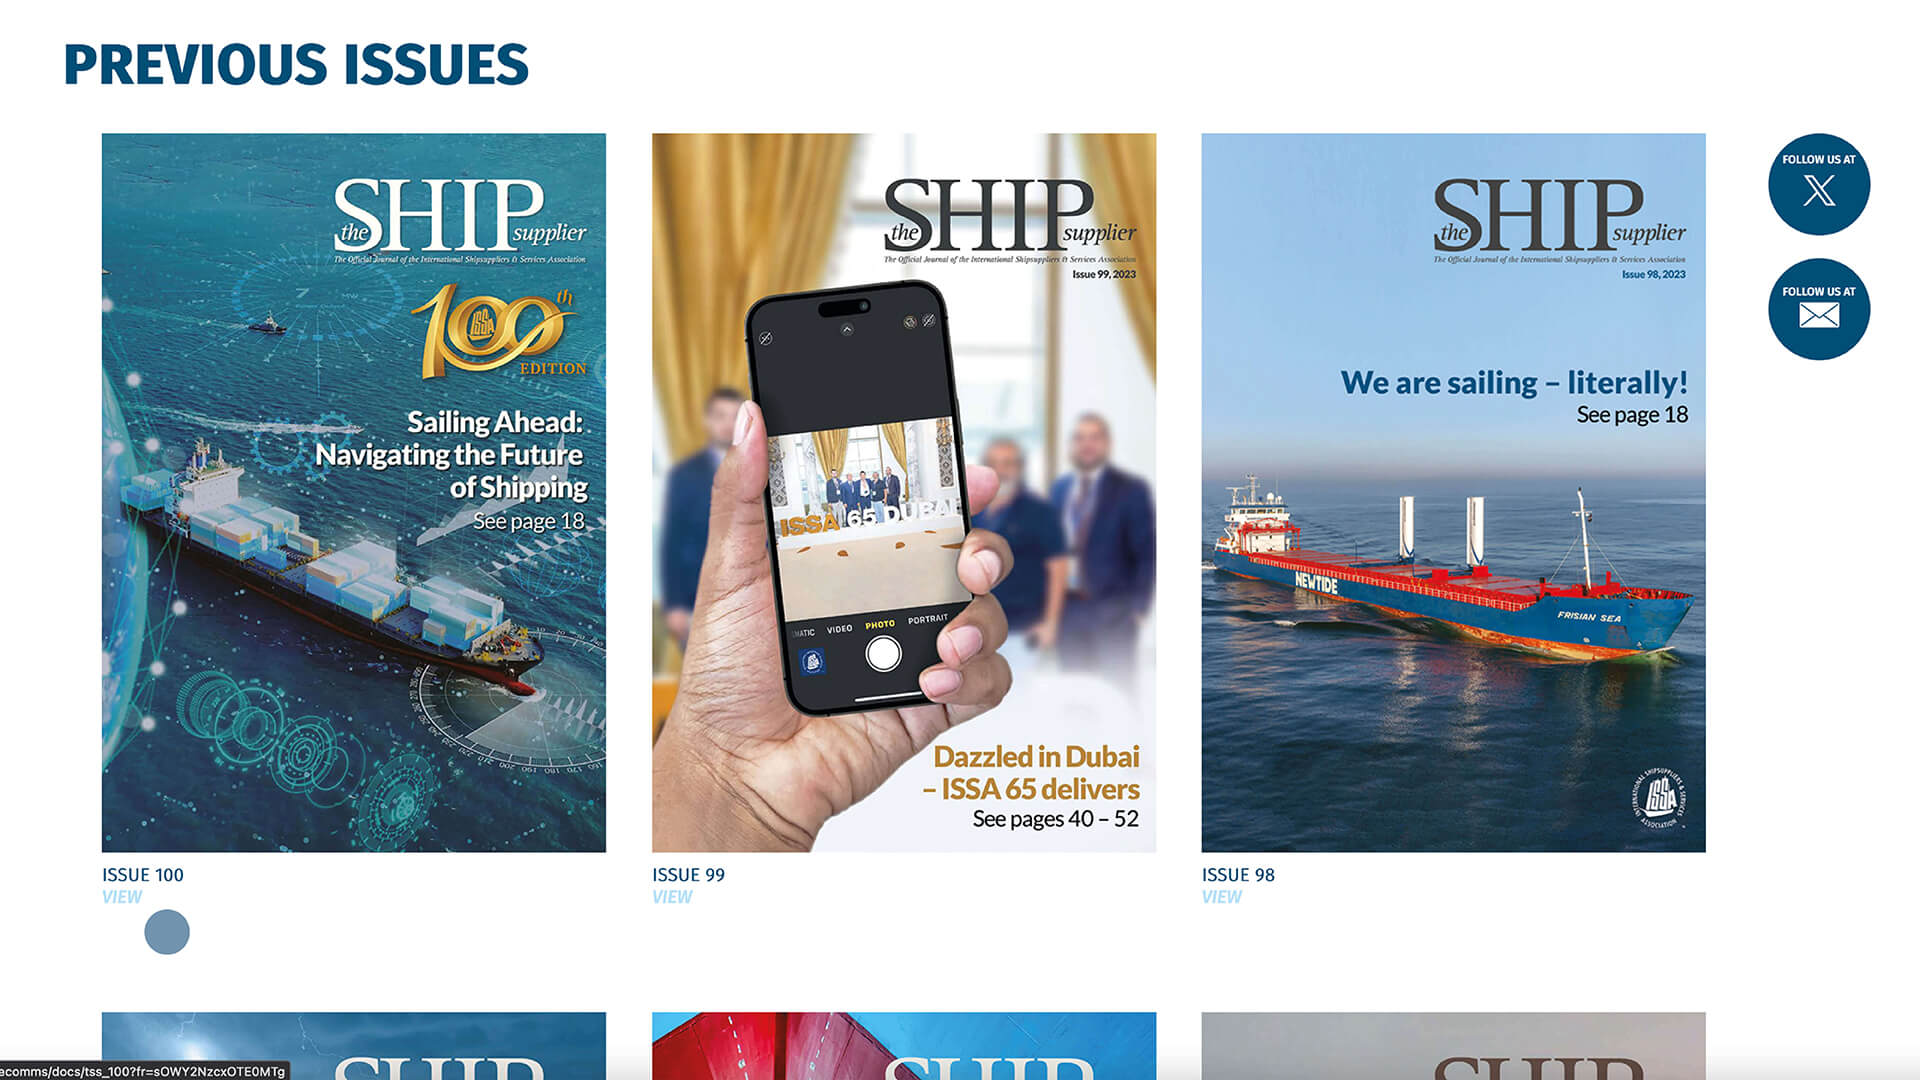 PREVIOUS ISSUES
the SHIP supplier
The Official Journal of the International Shipsuppliers & Services Association
100th
ISSA
EDITION
Sailing Ahead:
Navigating the Future
of Shipping
See page 18
ISSUE 100
VIEW
the SHIP supplier
The Official Journal of the International Shipsuppliers & Services Association
Issue 99, 2023
ISSA 65 DUBAI
VIDEO PHOTO PORTRAIT
Dazzled in Dubai
– ISSA 65 delivers
See pages 40 – 52
ISSUE 99
VIEW
the SHIP supplier
The Official Journal of the International Shipsuppliers & Services Association
Issue 98, 2023
We are sailing – literally!
See page 18
NEWTIDE
FRISIAN SEA
INTERNATIONAL SHIPSUPPLIERS & SERVICES
ISSA
ASSOCIATION
ISSUE 98
VIEW
FOLLOW US AT
X
FOLLOW US AT
SHIP
SHIP
SHIP
ecomms/docs/tss_100?fr=sOWY2NzcxOTE0MTg